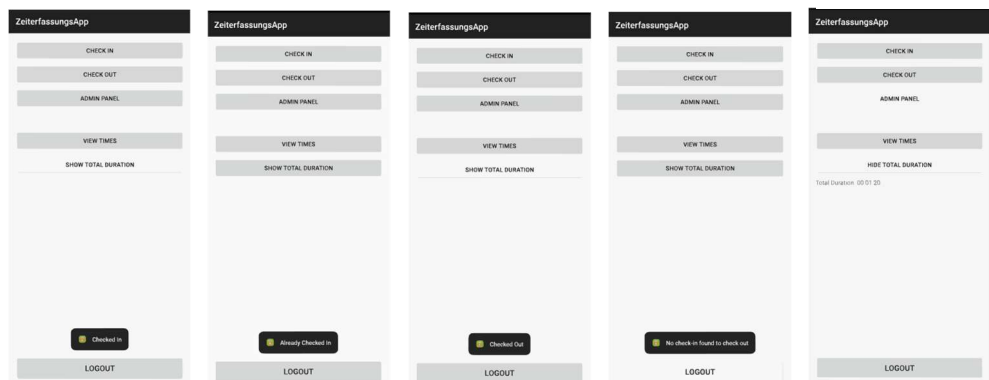 ZeiterfassungsApp
CHECK IN
CHECK OUT
ADMIN PANEL
VIEW TIMES
SHOW TOTAL DURATION
Checked In
LOGOUT
ZeiterfassungsApp
CHECK IN
CHECK OUT
ADMIN PANEL
VIEW TIMES
SHOW TOTAL DURATION
Already Checked In
LOGOUT
ZeiterfassungsApp
CHECK IN
CHECK OUT
ADMIN PANEL
VIEW TIMES
SHOW TOTAL DURATION
Checked Out
LOGOUT
ZeiterfassungsApp
CHECK IN
CHECK OUT
ADMIN PANEL
VIEW TIMES
SHOW TOTAL DURATION
No check-in found to check out
LOGOUT
ZeiterfassungsApp
CHECK IN
CHECK OUT
ADMIN PANEL
VIEW TIMES
HIDE TOTAL DURATION
Total Duration: 00:01:20
LOGOUT